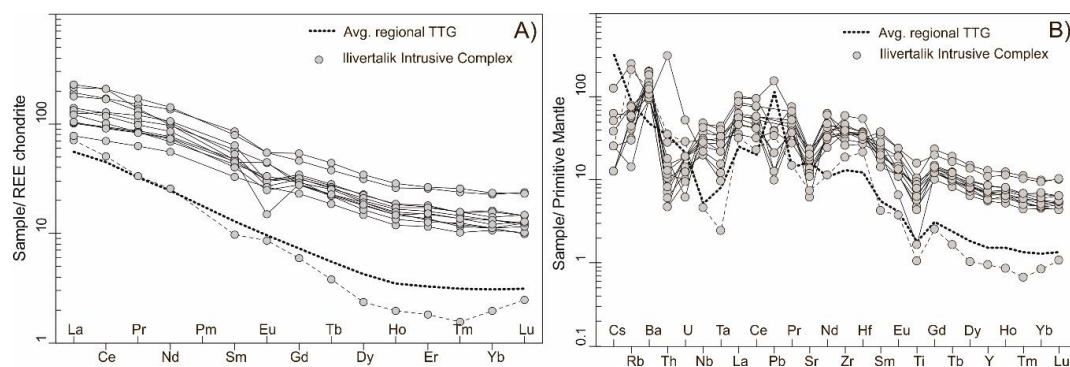 A)
Avg. regional TTG
Ilivertalik Intrusive Complex
Sample/ REE chondrite
100
10
1
La Pr Pm Eu Tb Ho Tm Lu
Ce Nd Sm Gd Dy Er Yb
B)
Avg. regional TTG
Ilivertalik Intrusive Complex
Sample/ Primitive Mantle
100
10
1
0.1
Cs Ba U Ta Ce Pr Nd Hf Eu Gd Dy Ho Yb
Rb Th Nb La Pb Sr Zr Sm Ti Tb Y Tm Lu